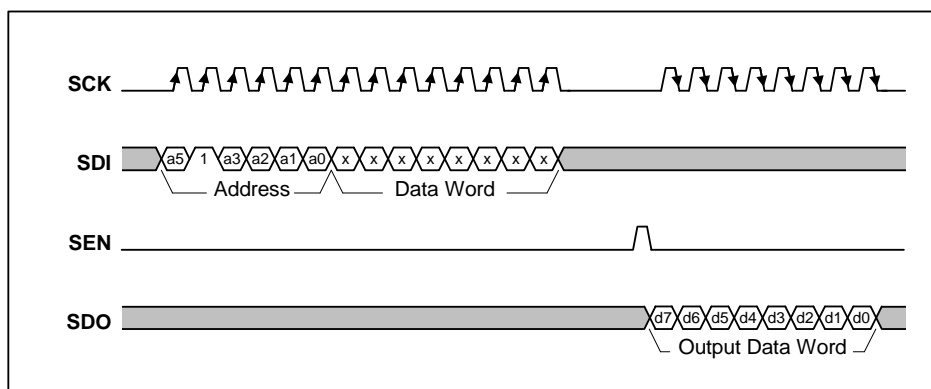 SCK
SDI a5 1 a3 a2 a1 a0 x x x x x x x x
Address Data Word
SEN
SDO d7 d6 d5 d4 d3 d2 d1 d0
Output Data Word